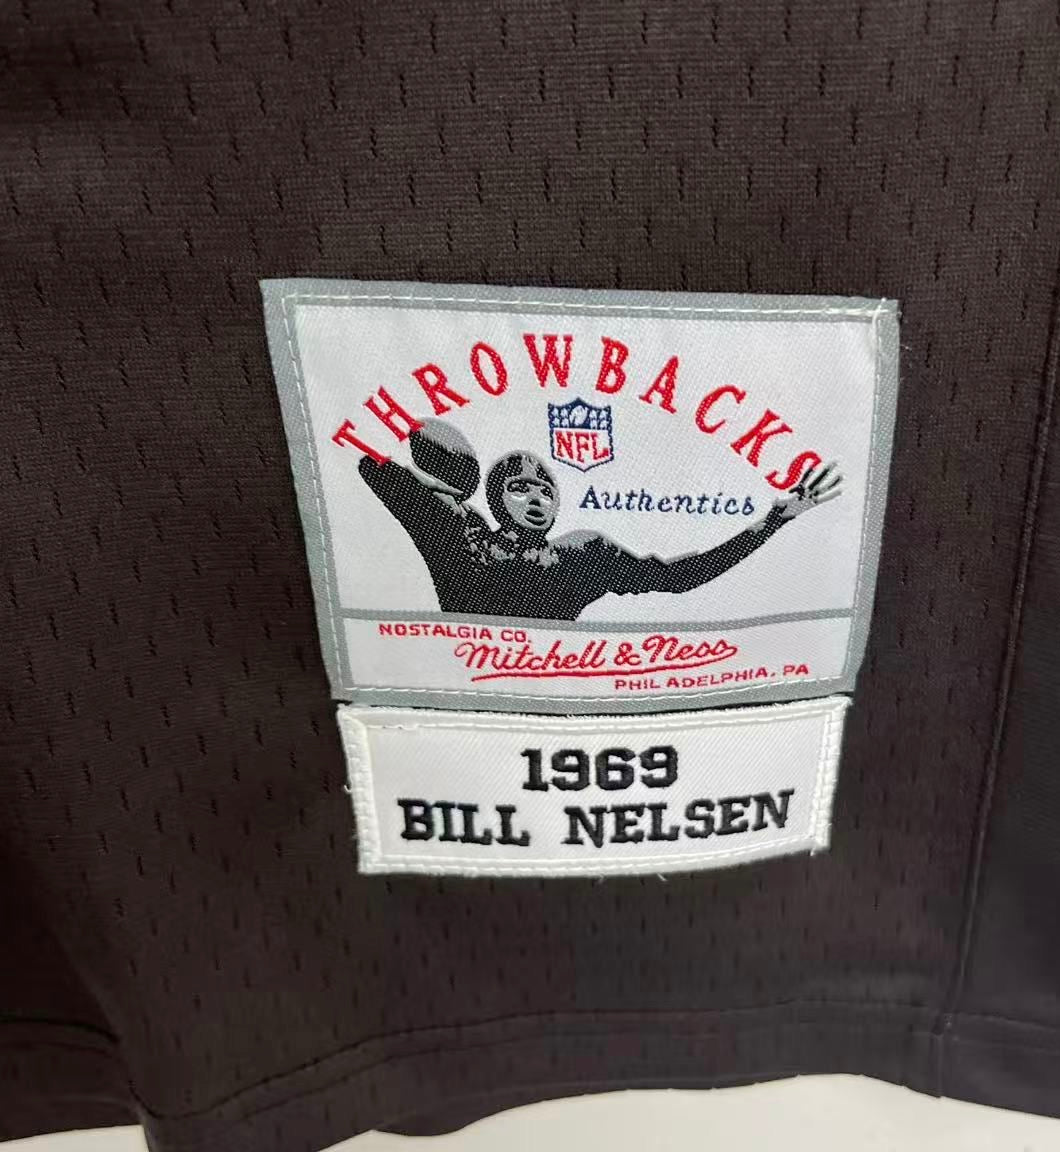 THROWBACKS
NFL
Authentics
NOSTALGIA CO.
Mitchell & Ness
PHILADELPHIA, PA
1969
BILL NELSEN